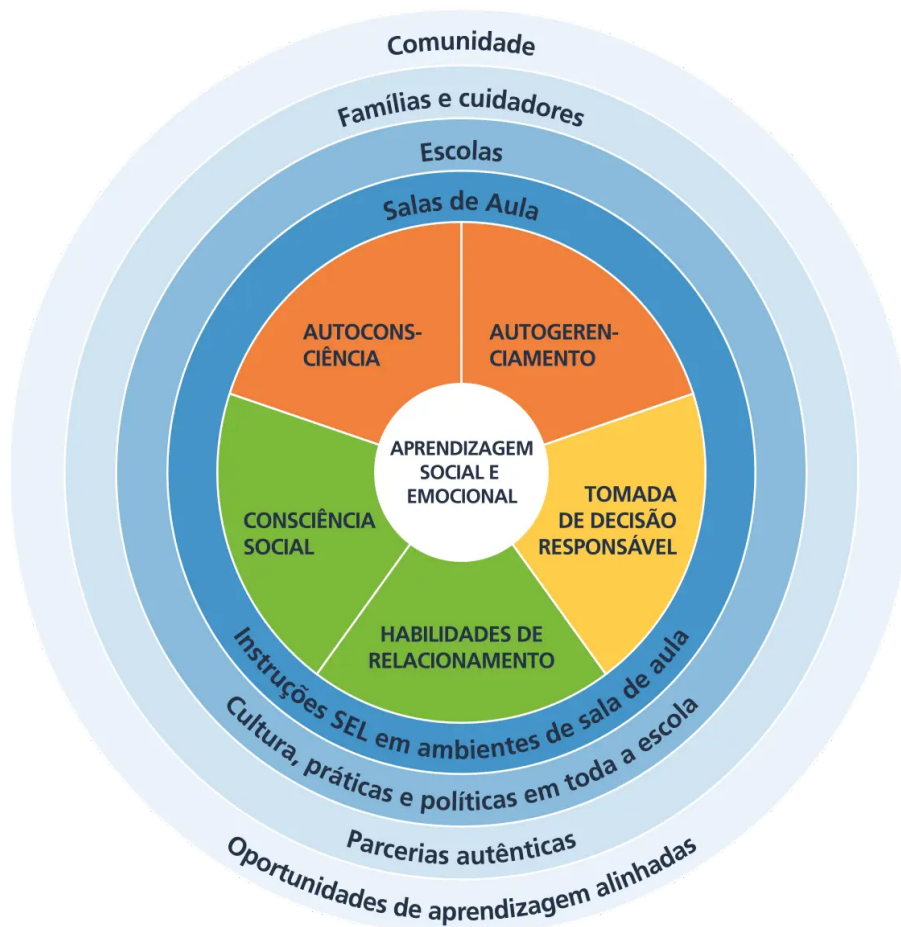 Comunidade
Famílias e cuidadores
Escolas
Salas de Aula
AUTOCONS-
CIÊNCIA
AUTOGEREN-
CIAMENTO
APRENDIZAGEM
SOCIAL E
EMOCIONAL
CONSCIÊNCIA
SOCIAL
TOMADA
DE DECISÃO
RESPONSÁVEL
HABILIDADES DE
RELACIONAMENTO
Instruções SEL em ambientes de sala de aula
Cultura, práticas e políticas em toda a escola
Parcerias autênticas
Oportunidades de aprendizagem alinhadas